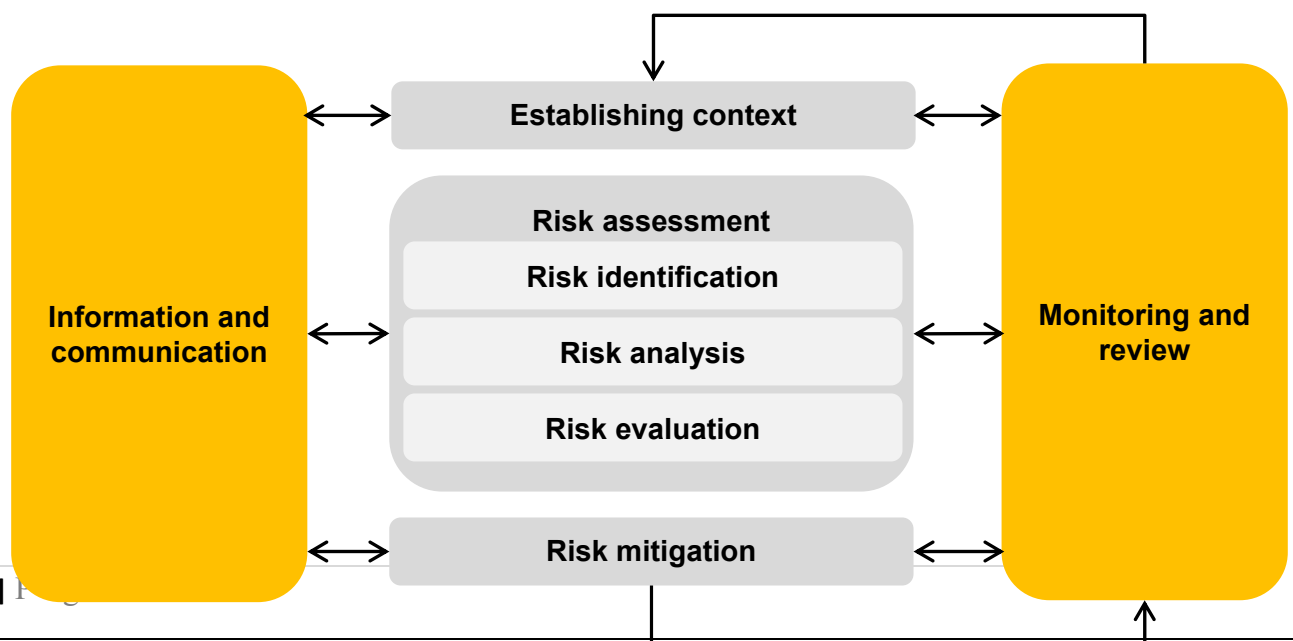 Establishing context
Risk assessment
Risk identification
Information and
communication
Risk analysis
Monitoring and
review
Risk evaluation
Risk mitigation